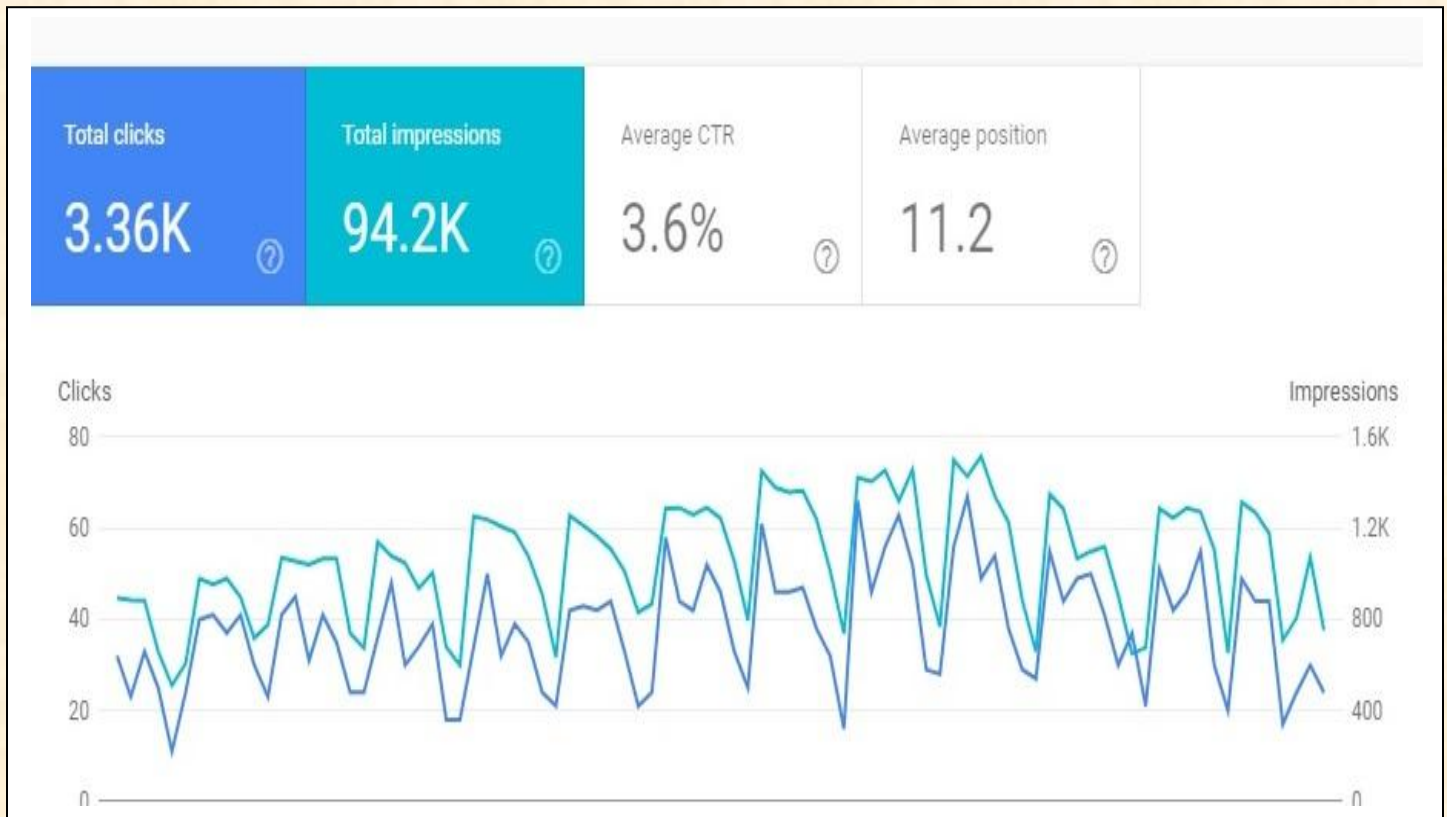 Total clicks Total impressions Average CTR Average position
3.36K 94.2K 3.6% 11.2
Clicks Impressions
80 1.6K
60 1.2K
40 800
20 400
0 0